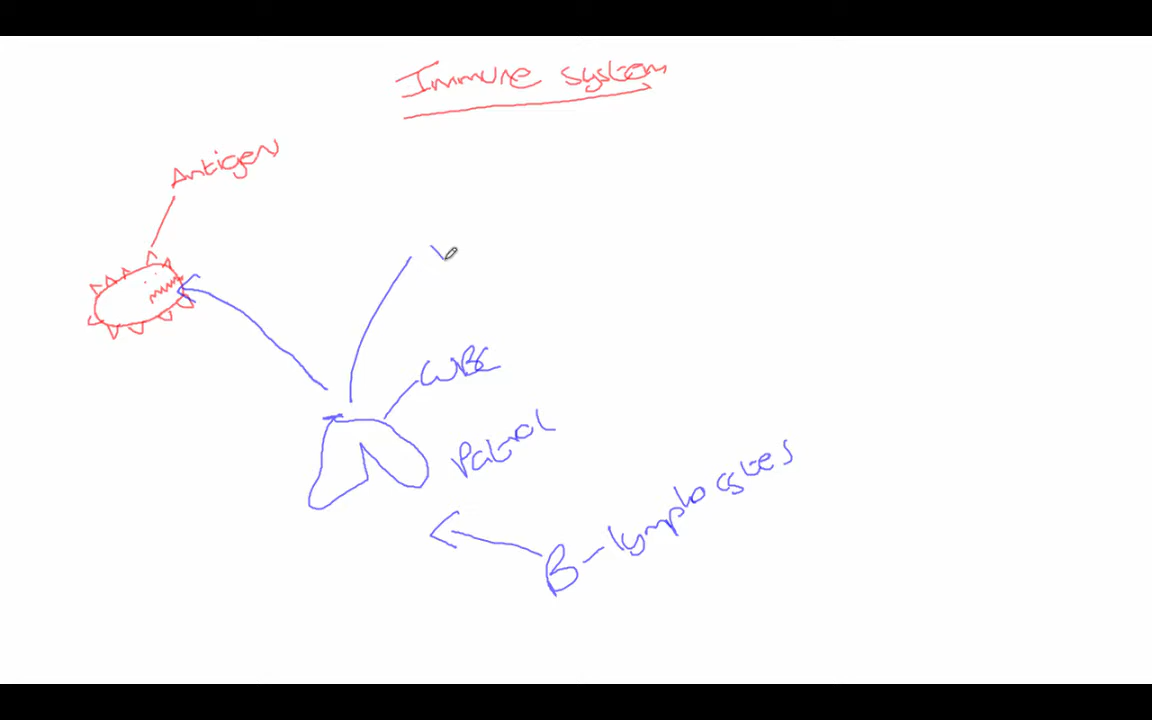 Immune system
Antigen
WBC
Patrol
B-lymphocytes